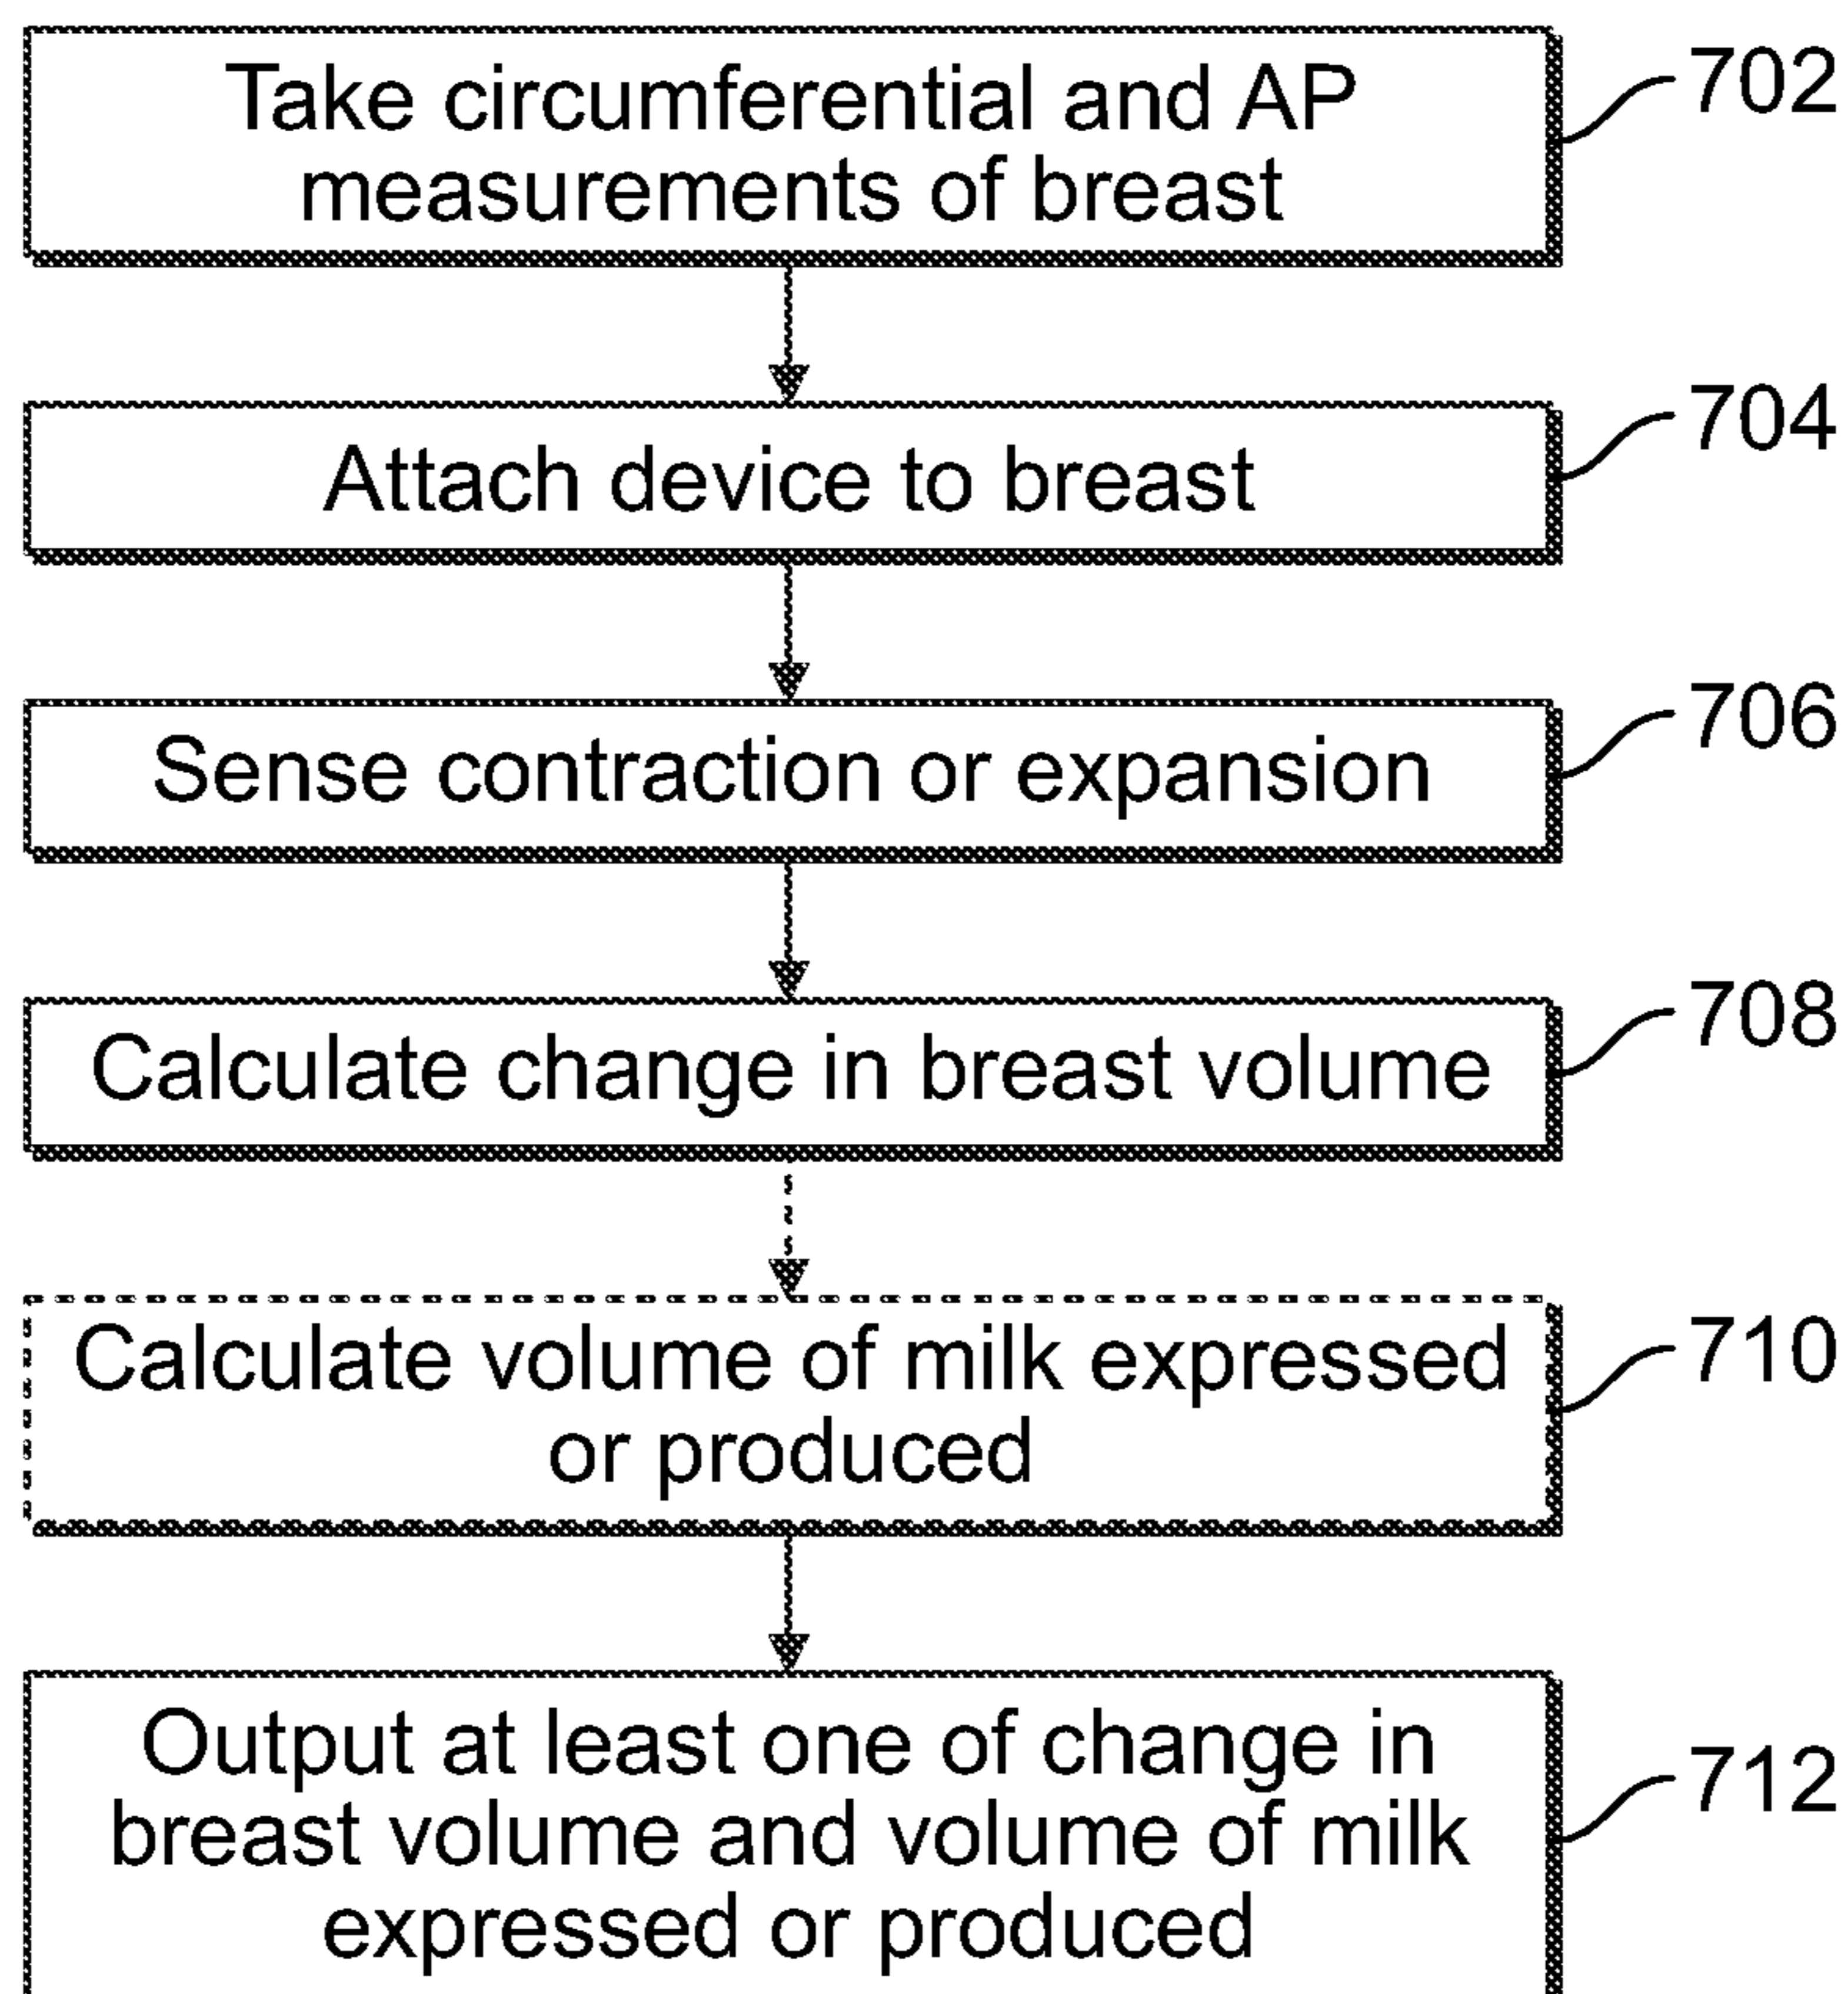 Take circumferential and AP
measurements of breast
702
Attach device to breast
704
Sense contraction or expansion
706
Calculate change in breast volume
708
Calculate volume of milk expressed
or produced
710
Output at least one of change in
breast volume and volume of milk
expressed or produced
712